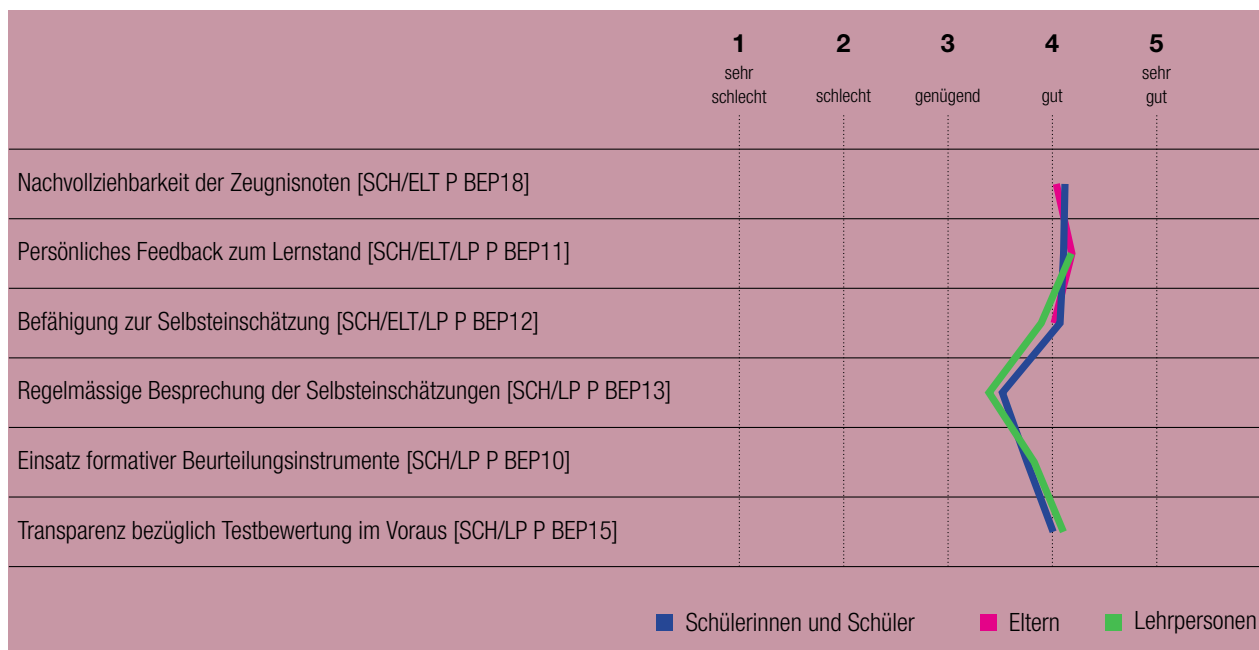 1 2 3 4 5
sehr sehr
schlecht schlecht genügend gut gut
Nachvollziehbarkeit der Zeugnisnoten [SCH/ELT P BEP18]
Persönliches Feedback zum Lernstand [SCH/ELT/LP P BEP11]
Befähigung zur Selbsteinschätzung [SCH/ELT/LP P BEP12]
Regelmässige Besprechung der Selbsteinschätzungen [SCH/LP P BEP13]
Einsatz formativer Beurteilungsinstrumente [SCH/LP P BEP10]
Transparenz bezüglich Testbewertung im Voraus [SCH/LP P BEP15]
Schülerinnen und Schüler Eltern Lehrpersonen